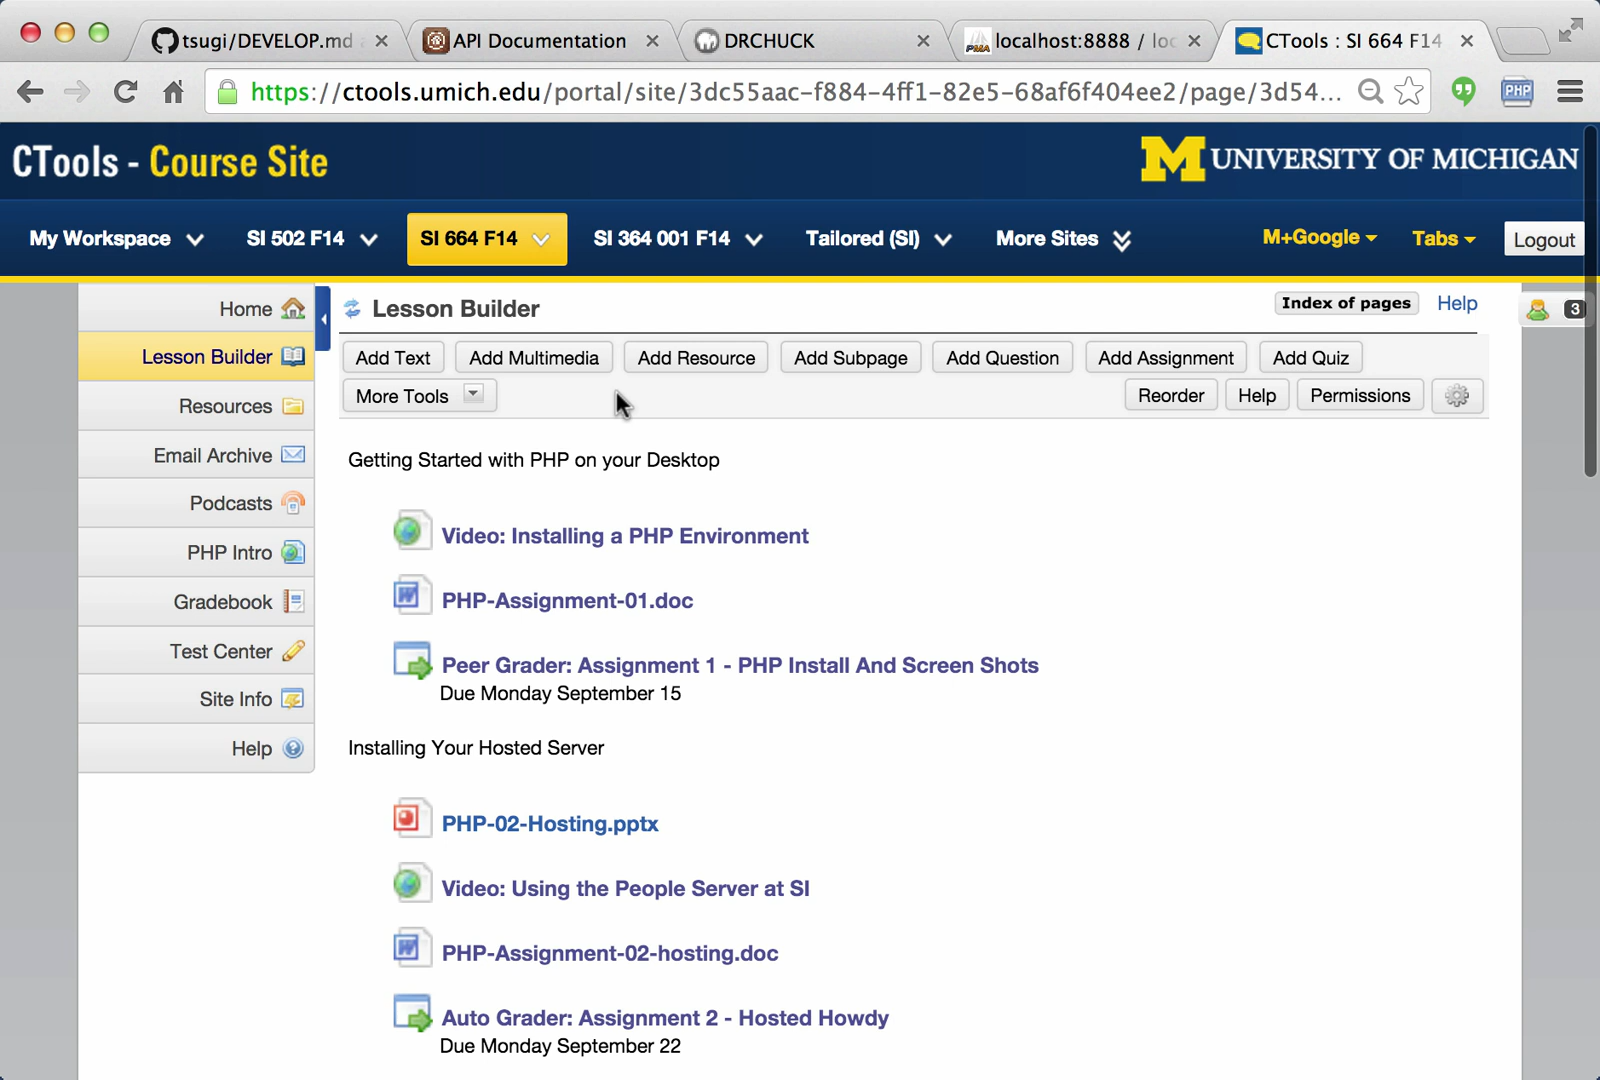 tsugi/DEVELOP.md
API Documentation
DRCHUCK
localhost:8888 / loc
CTools : SI 664 F14
https://ctools.umich.edu/portal/site/3dc55aac-f884-4ff1-82e5-68af6f404ee2/page/3d54...
PHP
CTools - Course Site
M UNIVERSITY OF MICHIGAN
My Workspace
SI 502 F14
SI 664 F14
SI 364 001 F14
Tailored (SI)
More Sites
M+Google
Tabs
Logout
Home
Lesson Builder
Resources
Email Archive
Podcasts
PHP Intro
Gradebook
Test Center
Site Info
Help
Lesson Builder
Index of pages
Help
3
Add Text
Add Multimedia
Add Resource
Add Subpage
Add Question
Add Assignment
Add Quiz
More Tools
Reorder
Help
Permissions
Getting Started with PHP on your Desktop
Video: Installing a PHP Environment
PHP-Assignment-01.doc
Peer Grader: Assignment 1 - PHP Install And Screen Shots
Due Monday September 15
Installing Your Hosted Server
PHP-02-Hosting.pptx
Video: Using the People Server at SI
PHP-Assignment-02-hosting.doc
Auto Grader: Assignment 2 - Hosted Howdy
Due Monday September 22